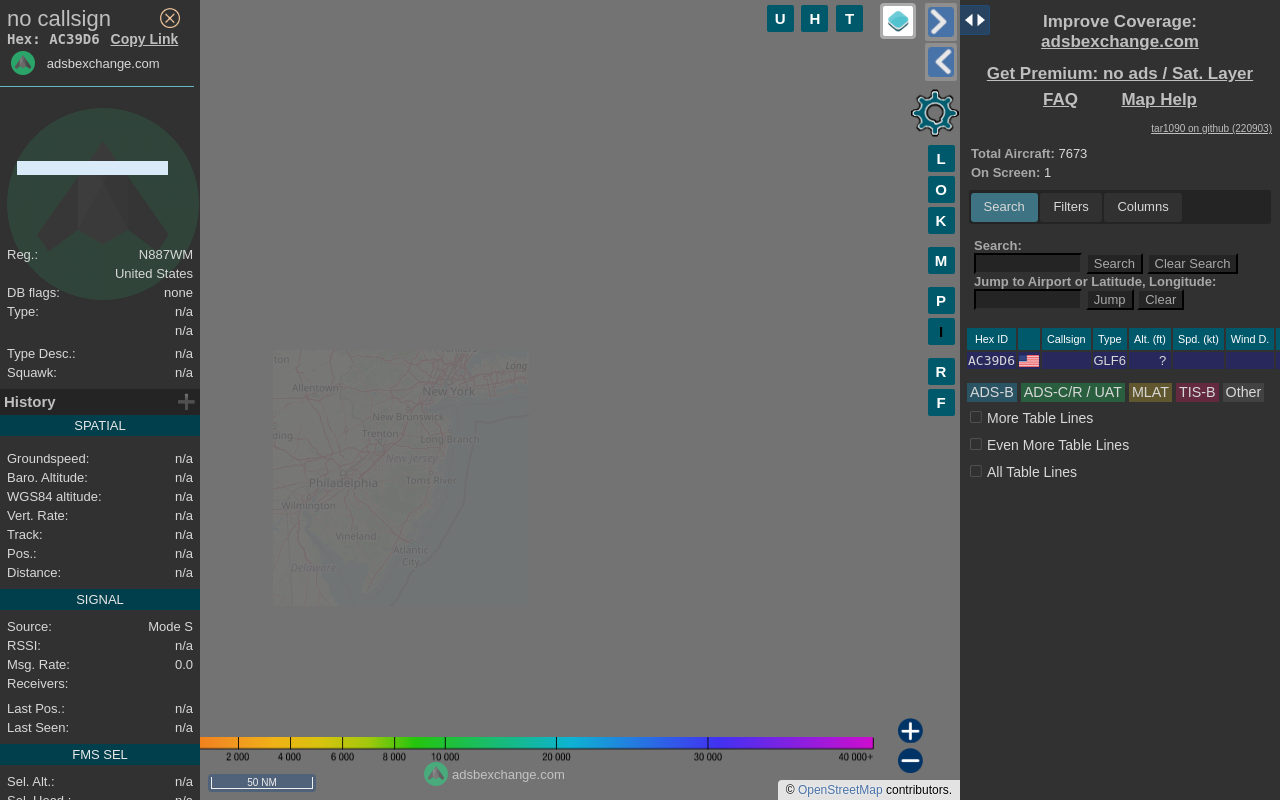 no callsign
Hex: AC39D6 Copy Link
adsbexchange.com
Reg.: N887WM
United States
DB flags: none
Type: n/a
n/a
Type Desc.: n/a
Squawk: n/a
History
SPATIAL
Groundspeed: n/a
Baro. Altitude: n/a
WGS84 altitude: n/a
Vert. Rate: n/a
Track: n/a
Pos.: n/a
Distance: n/a
SIGNAL
Source: Mode S
RSSI: n/a
Msg. Rate: 0.0
Receivers:
Last Pos.: n/a
Last Seen: n/a
FMS SEL
Sel. Alt.: n/a
Sel. Head.: n/a
U H T
L
O
K
M
P
I
R
F
Allentown
New York
Long
New Brunswick
Trenton
Long Branch
New Jersey
Philadelphia
Toms River
Wilmington
Vineland
Atlantic
City
Delaware
2 000 4 000 6 000 8 000 10 000 20 000 30 000 40 000+
adsbexchange.com
50 NM
© OpenStreetMap contributors.
Improve Coverage:
adsbexchange.com
Get Premium: no ads / Sat. Layer
FAQ Map Help
tar1090 on github (220903)
Total Aircraft: 7673
On Screen: 1
Search Filters Columns
Search:
Search Clear Search
Jump to Airport or Latitude, Longitude:
Jump Clear
Hex ID Callsign Type Alt. (ft) Spd. (kt) Wind D.
AC39D6 GLF6 ?
ADS-B ADS-C/R / UAT MLAT TIS-B Other
More Table Lines
Even More Table Lines
All Table Lines